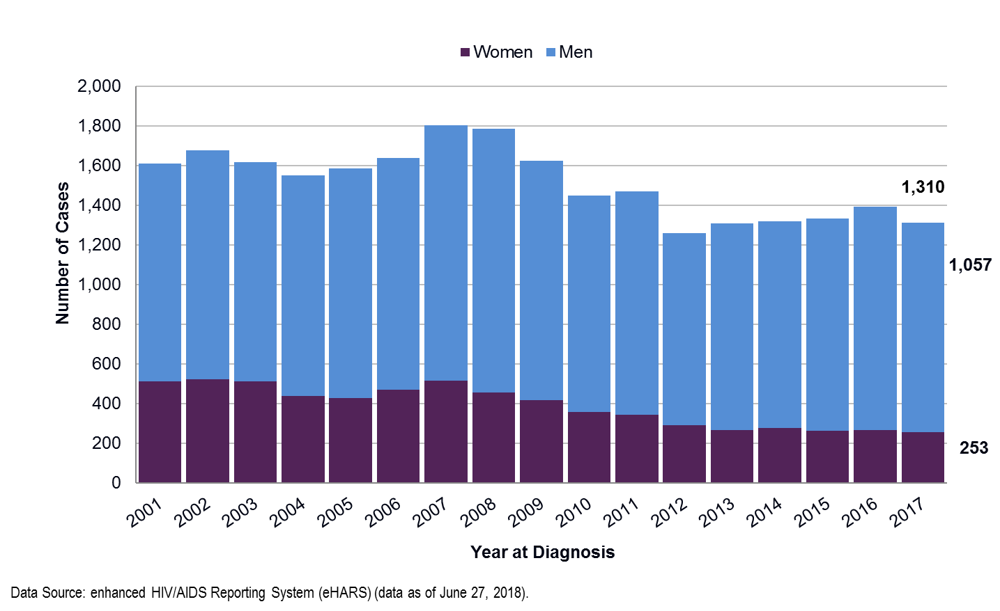 Women Men
2,000
1,800
1,600
1,400
1,200
1,000
800
600
400
200
0
Number of Cases
1,310
1,057
253
2001 2002 2003 2004 2005 2006 2007 2008 2009 2010 2011 2012 2013 2014 2015 2016 2017
Year at Diagnosis
Data Source: enhanced HIV/AIDS Reporting System (eHARS) (data as of June 27, 2018).